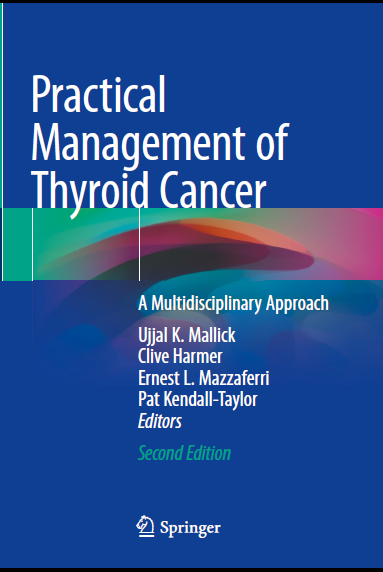 Practical
Management of
Thyroid Cancer
A Multidisciplinary Approach
Ujjal K. Mallick
Clive Harmer
Ernest L. Mazzaferri
Pat Kendall-Taylor
Editors
Second Edition
Springer